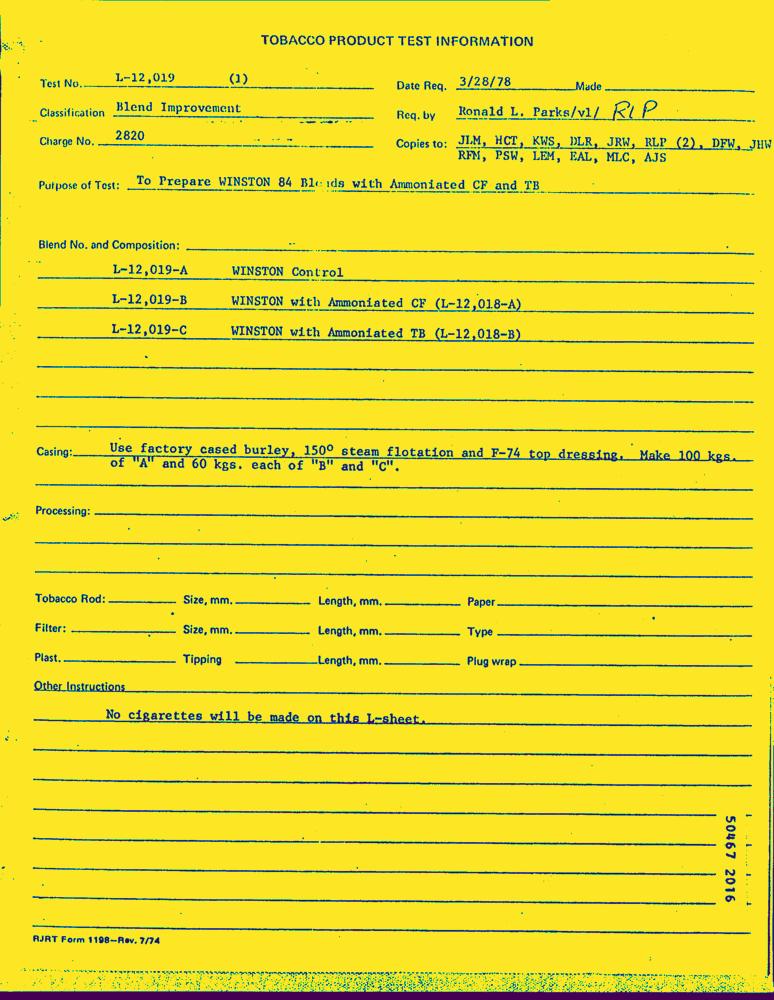 TOBACCO PRODUCT TEST INFORMATION
Test No. L-12,019 (1) Date Req. 3/28/78 Made
Classification Blend Improvement Req. by Ronald L. Parks/vl/ RLP
Charge No. 2820 Copies to: JLM, HCT, KWS, DLR, JRW, RLP (2), DFW, JHW
RFM, PSW, LEM, EAL, MLC, AJS
Purpose of Test: To Prepare WINSTON 84 Blends with Ammoniated CF and TB
Blend No. and Composition:
L-12,019-A WINSTON Control
L-12,019-B WINSTON with Ammoniated CF (L-12,018-A)
L-12,019-C WINSTON with Ammoniated TB (L-12,018-B)
Casing: Use factory cased burley, 150° steam flotation and F-74 top dressing. Make 100 kgs.
of "A" and 60 kgs. each of "B" and "C".
Processing:
Tobacco Rod: Size, mm. Length, mm. Paper
Filter: Size, mm. Length, mm. Type
Plast. Tipping Length, mm. Plug wrap
Other Instructions
No cigarettes will be made on this L-sheet.
50467 2016
RJRT Form 1198—Rev. 7/74